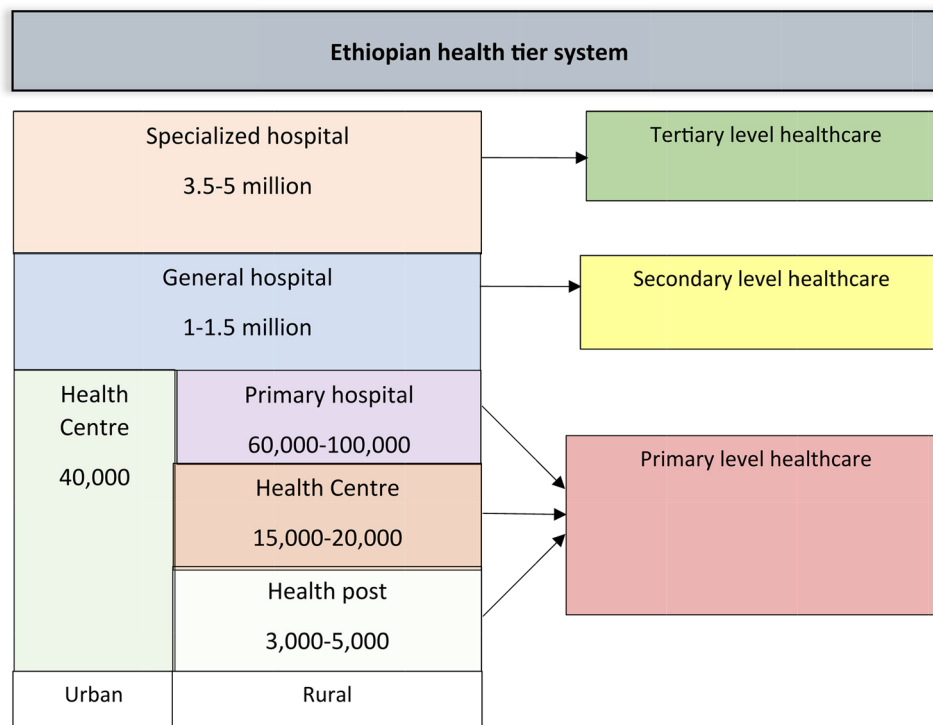 Ethiopian health tier system
Specialized hospital
3.5-5 million
Tertiary level healthcare
General hospital
1-1.5 million
Secondary level healthcare
Health
Centre
40,000
Primary hospital
60,000-100,000
Health Centre
15,000-20,000
Health post
3,000-5,000
Primary level healthcare
Urban
Rural